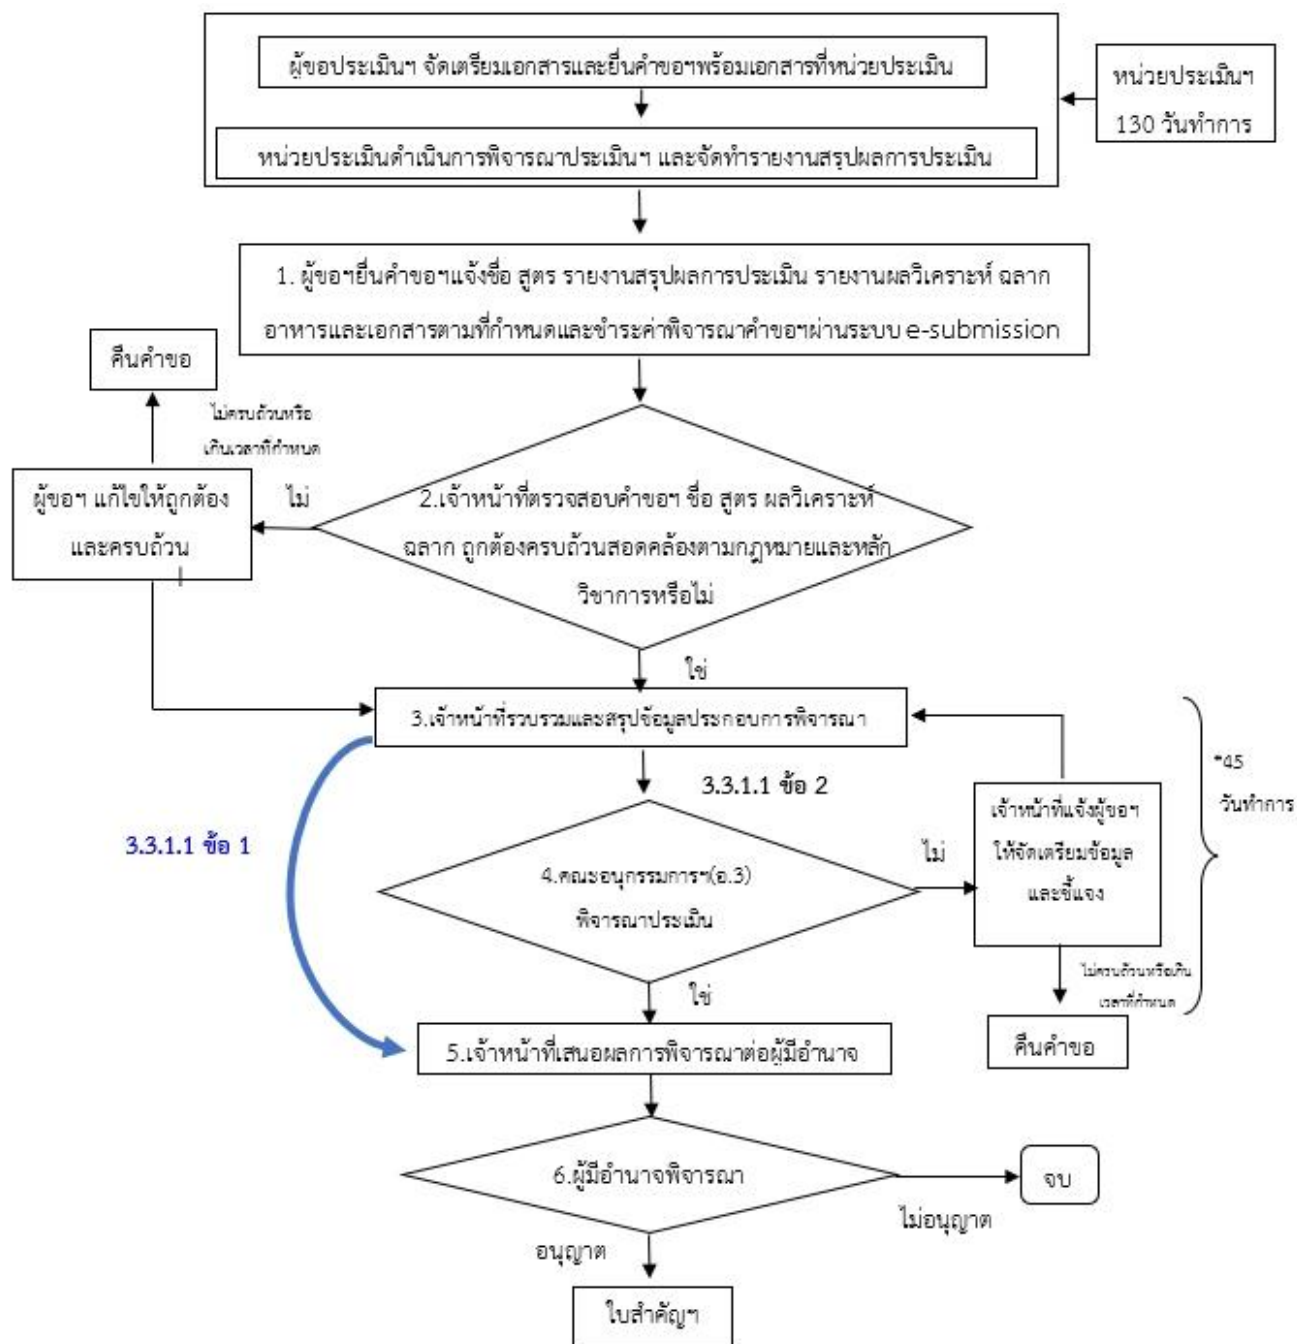 ผู้ขอประเมินฯ จัดเตรียมเอกสารและยื่นคำขอฯพร้อมเอกสารที่หน่วยประเมิน
หน่วยประเมินฯ
130 วันทำการ
หน่วยประเมินดำเนินการพิจารณาประเมินฯ และจัดทำรายงานสรุปผลการประเมิน
1. ผู้ขอฯยื่นคำขอฯแจ้งชื่อ สูตร รายงานสรุปผลการประเมิน รายงานผลวิเคราะห์ ฉลาก
อาหารและเอกสารตามที่กำหนดและชำระค่าพิจารณาคำขอฯผ่านระบบ e-submission
คืนคำขอ
ไม่ครบถ้วนหรือ
เกินเวลาที่กำหนด
ผู้ขอฯ แก้ไขให้ถูกต้อง
และครบถ้วน
ไม่
2.เจ้าหน้าที่ตรวจสอบคำขอฯ ชื่อ สูตร ผลวิเคราะห์
ฉลาก ถูกต้องครบถ้วนสอดคล้องตามกฎหมายและหลัก
วิชาการหรือไม่
ใช่
3.เจ้าหน้าที่รวบรวมและสรุปข้อมูลประกอบการพิจารณา
3.3.1.1 ข้อ 2
3.3.1.1 ข้อ 1
4.คณะอนุกรรมการฯ(อ.3)
พิจารณาประเมิน
ไม่
เจ้าหน้าที่แจ้งผู้ขอฯ
ให้จัดเตรียมข้อมูล
และชี้แจง
*45
วันทำการ
ไม่ครบถ้วนหรือเกิน
เวลาที่กำหนด
คืนคำขอ
ใช่
5.เจ้าหน้าที่เสนอผลการพิจารณาต่อผู้มีอำนาจ
6.ผู้มีอำนาจพิจารณา
จบ
ไม่อนุญาต
อนุญาต
ใบสำคัญฯ